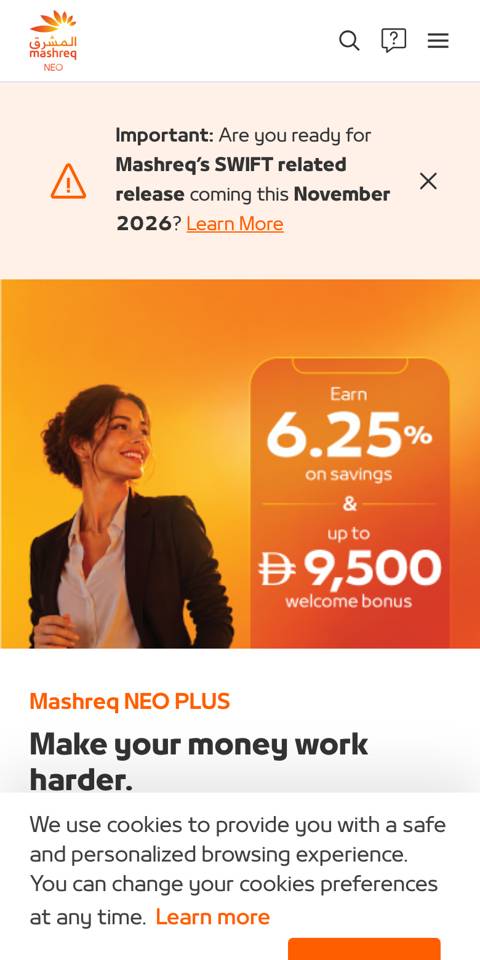 المشرق
mashreq
NEO
Important: Are you ready for
Mashreq's SWIFT related
release coming this November
2026? Learn More
Earn
6.25%
on savings
&
up to
9,500
welcome bonus
Mashreq NEO PLUS
Make your money work
harder.
We use cookies to provide you with a safe
and personalized browsing experience.
You can change your cookies preferences
at any time. Learn more